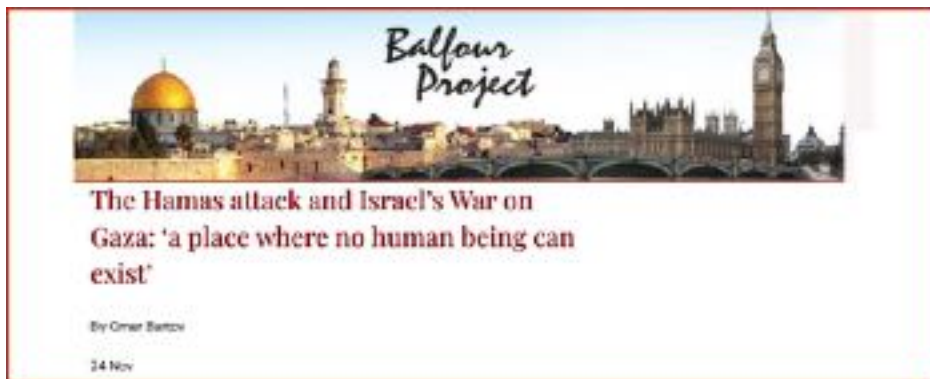 Balfour
Project
The Hamas attack and Israel's War on
Gaza: ‘a place where no human being can
exist’
By Omer Bartov
24 Nov